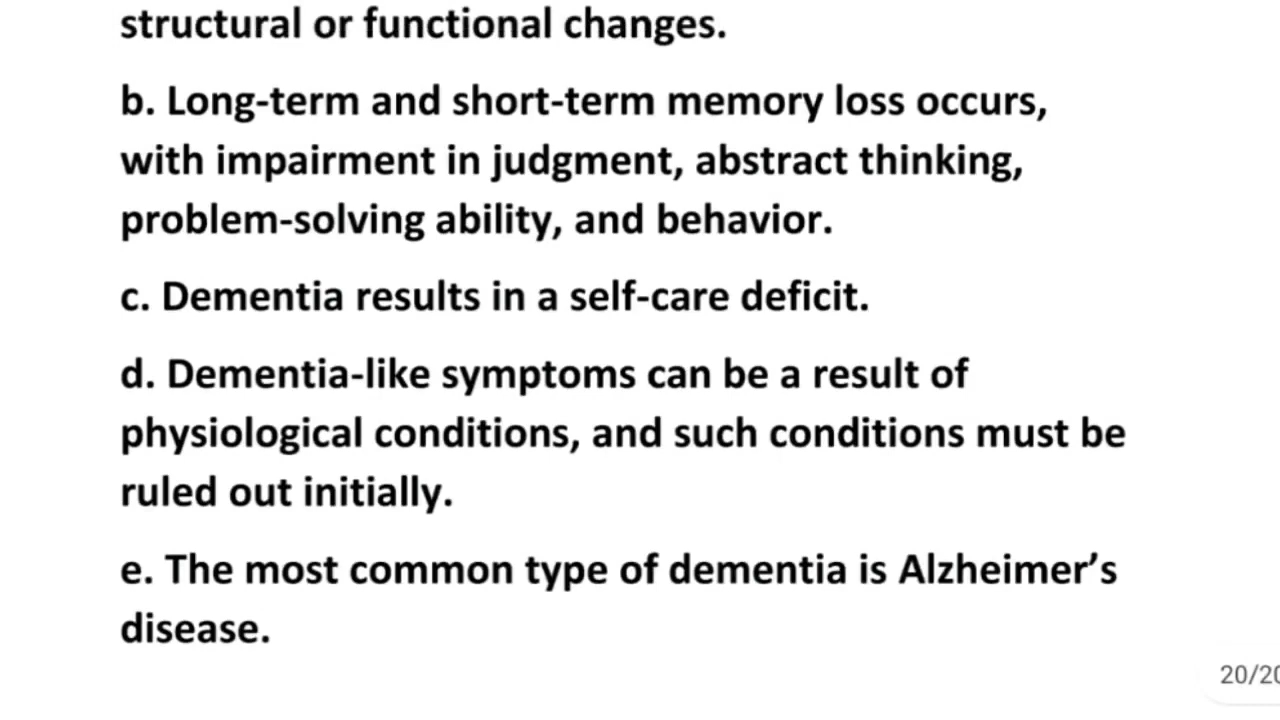 structural or functional changes.
b. Long-term and short-term memory loss occurs,
with impairment in judgment, abstract thinking,
problem-solving ability, and behavior.
c. Dementia results in a self-care deficit.
d. Dementia-like symptoms can be a result of
physiological conditions, and such conditions must be
ruled out initially.
e. The most common type of dementia is Alzheimer’s
disease.
20/20